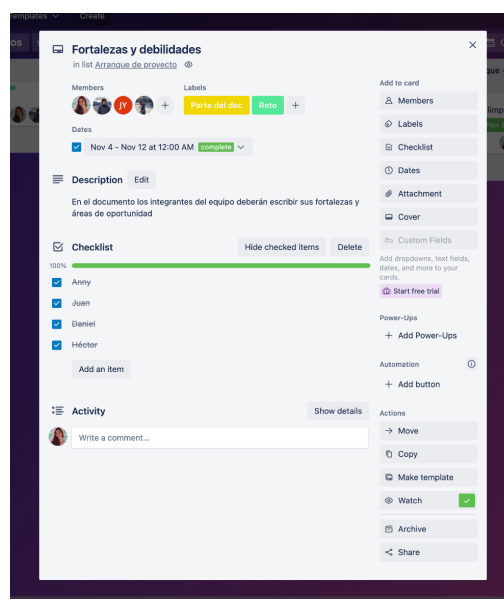 emplates
Create
os
Fortalezas y debilidades
in list Arranque de proyecto
Members
Labels
JY
Parte del doc
Reto
Dates
Nov 4 - Nov 12 at 12:00 AM complete
Description
Edit
En el documento los integrantes del equipo deberán escribir sus fortalezas y
áreas de oportunidad
Checklist
Hide checked items
Delete
100%
Anny
Juan
Daniel
Héctor
Add an item
Activity
Show details
Write a comment...
Add to card
Members
Labels
Checklist
Dates
Attachment
Cover
Custom Fields
Add dropdowns, text fields,
dates, and more to your
cards.
Start free trial
Power-Ups
+ Add Power-Ups
Automation
+ Add button
Actions
Move
Copy
Make template
Watch
Archive
Share
que -
limp